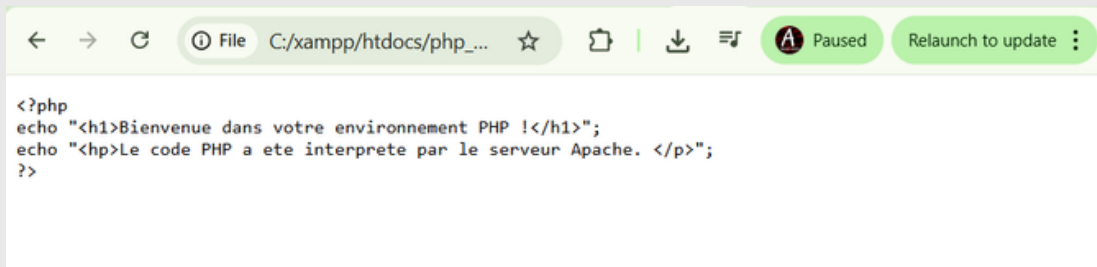 File C:/xampp/htdocs/php_... Paused Relaunch to update
<?php
echo "<h1>Bienvenue dans votre environnement PHP !</h1>";
echo "<hp>Le code PHP a ete interprete par le serveur Apache. </p>";
?>